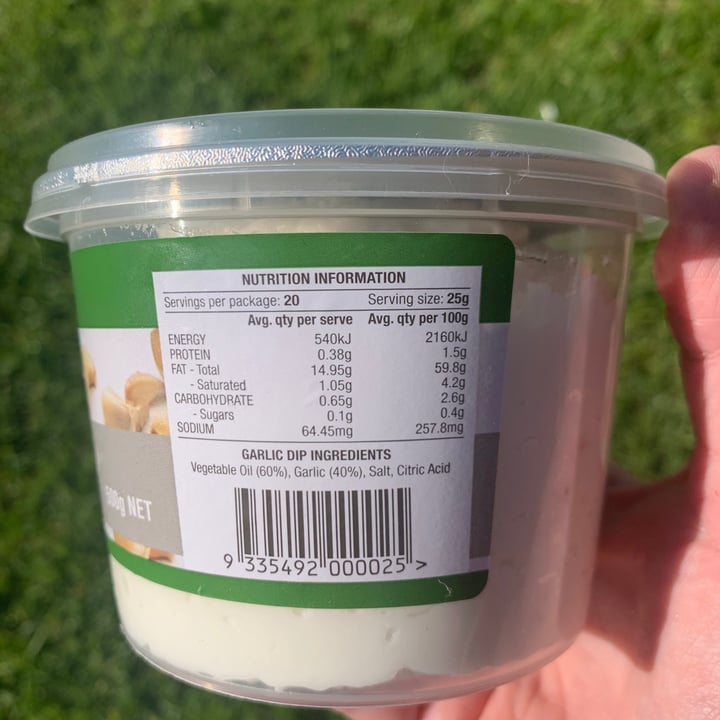 NUTRITION INFORMATION
Servings per package: 20 Serving size: 25g
Avg. qty per serve Avg. qty per 100g
ENERGY 540kJ 2160kJ
PROTEIN 0.38g 1.5g
FAT - Total 14.95g 59.8g
- Saturated 1.05g 4.2g
CARBOHYDRATE 0.65g 2.6g
- Sugars 0.1g 0.4g
SODIUM 64.45mg 257.8mg
GARLIC DIP INGREDIENTS
Vegetable Oil (60%), Garlic (40%), Salt, Citric Acid
500g NET
9 335492 000025 >